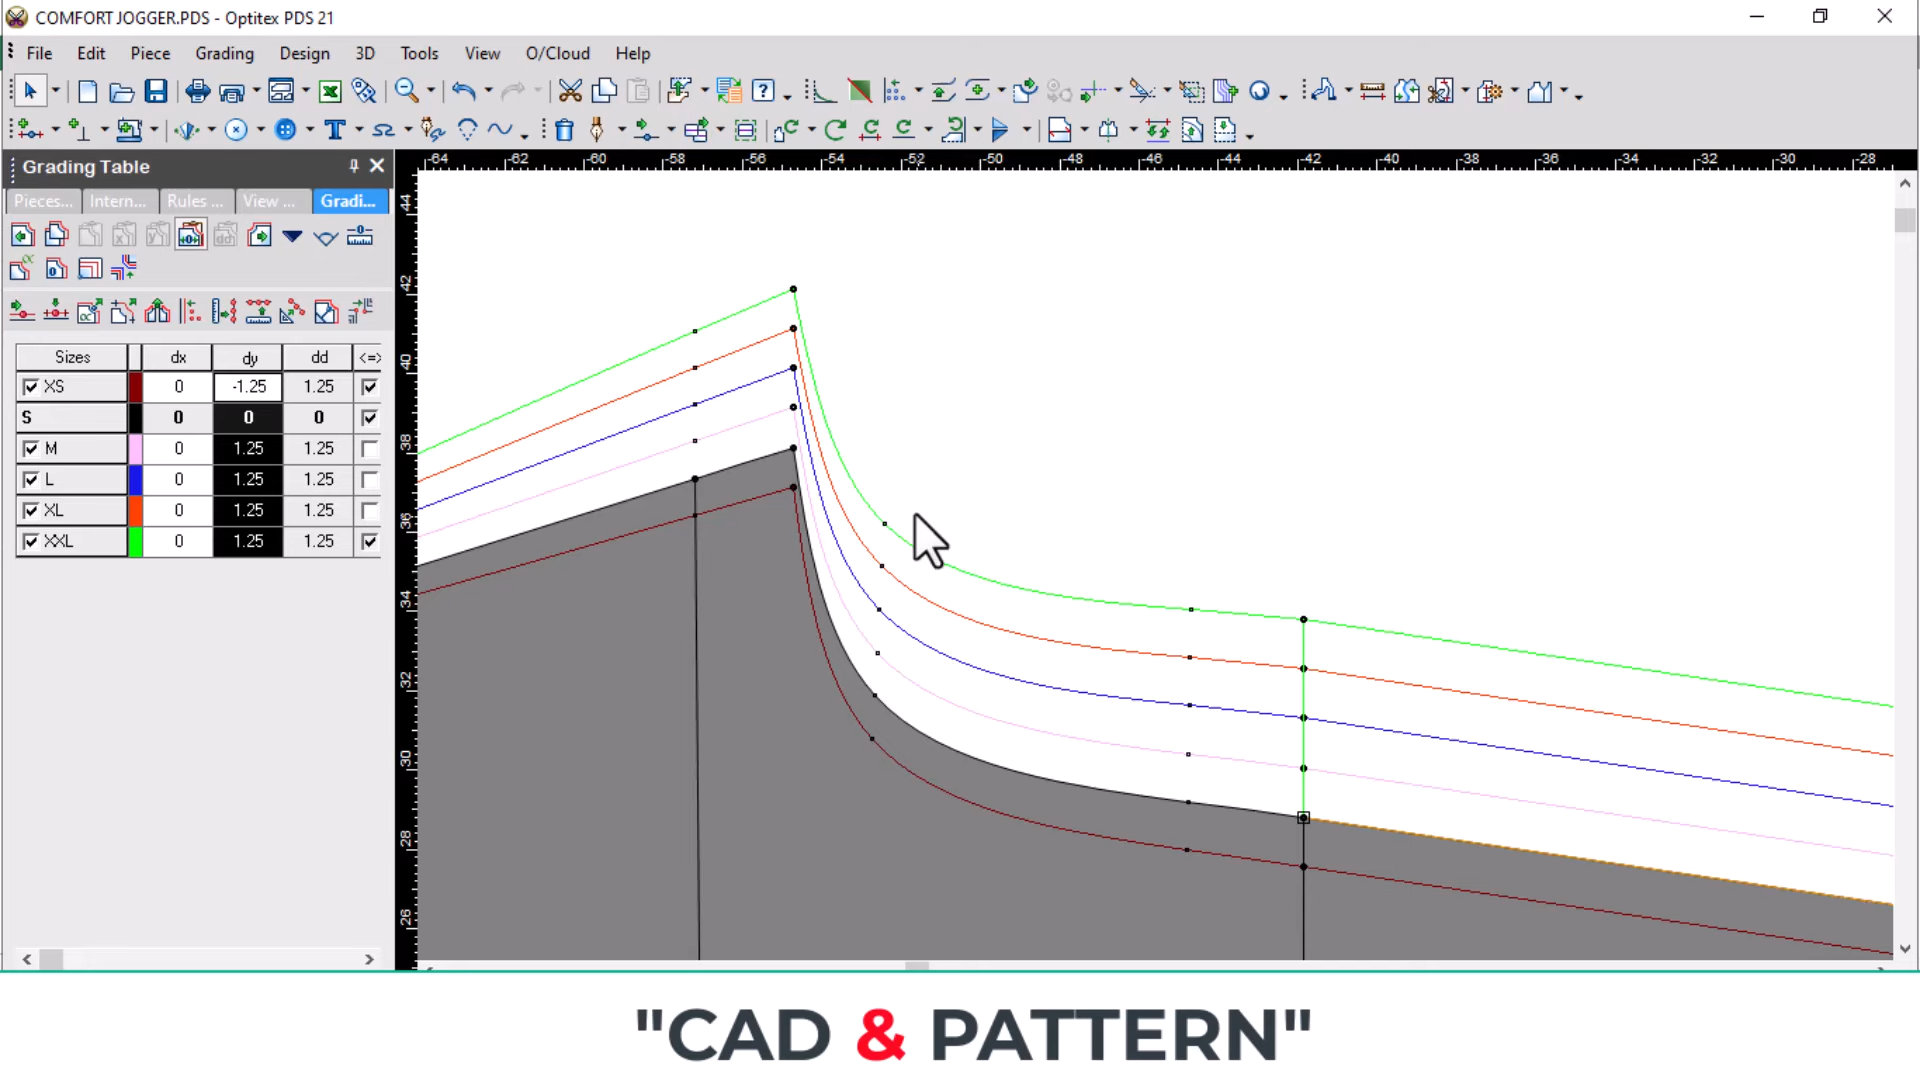 COMFORT JOGGER.PDS - Optitex PDS 21
File Edit Piece Grading Design 3D Tools View O/Cloud Help
Grading Table
Pieces... Intern... Rules ... View ... Gradi...
Sizes dx dy dd <=>
XS 0 -1.25 1.25
S 0 0 0
M 0 1.25 1.25
L 0 1.25 1.25
XL 0 1.25 1.25
XXL 0 1.25 1.25
-64 -62 -60 -58 -56 -54 -52 -50 -48 -46 -44 -42 -40 -38 -36 -34 -32 -30 -28
44
42
40
38
36
34
32
30
28
26
"CAD & PATTERN"